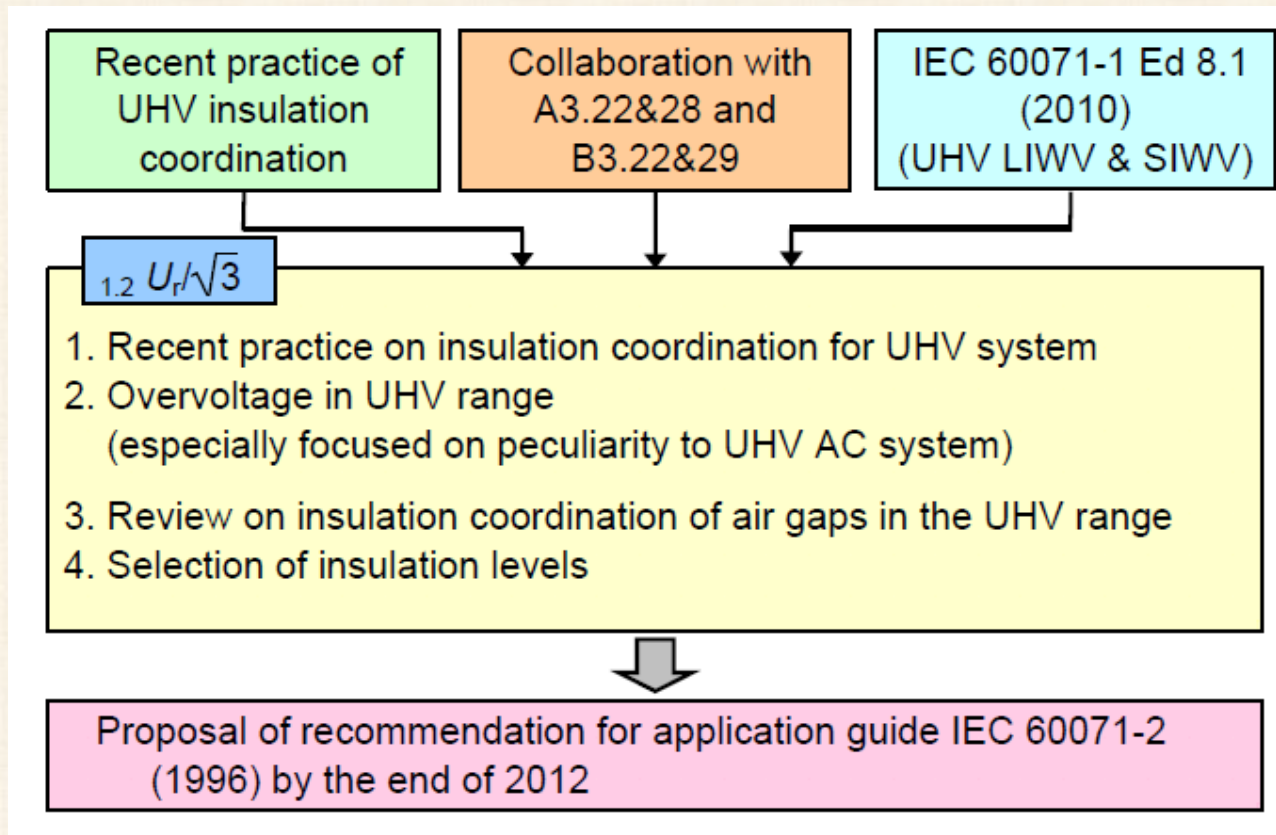 Recent practice of
UHV insulation
coordination
Collaboration with
A3.22&28 and
B3.22&29
IEC 60071-1 Ed 8.1
(2010)
(UHV LIWV & SIWV)
1.2 Ur/√3
1. Recent practice on insulation coordination for UHV system
2. Overvoltage in UHV range
(especially focused on peculiarity to UHV AC system)
3. Review on insulation coordination of air gaps in the UHV range
4. Selection of insulation levels
Proposal of recommendation for application guide IEC 60071-2
(1996) by the end of 2012